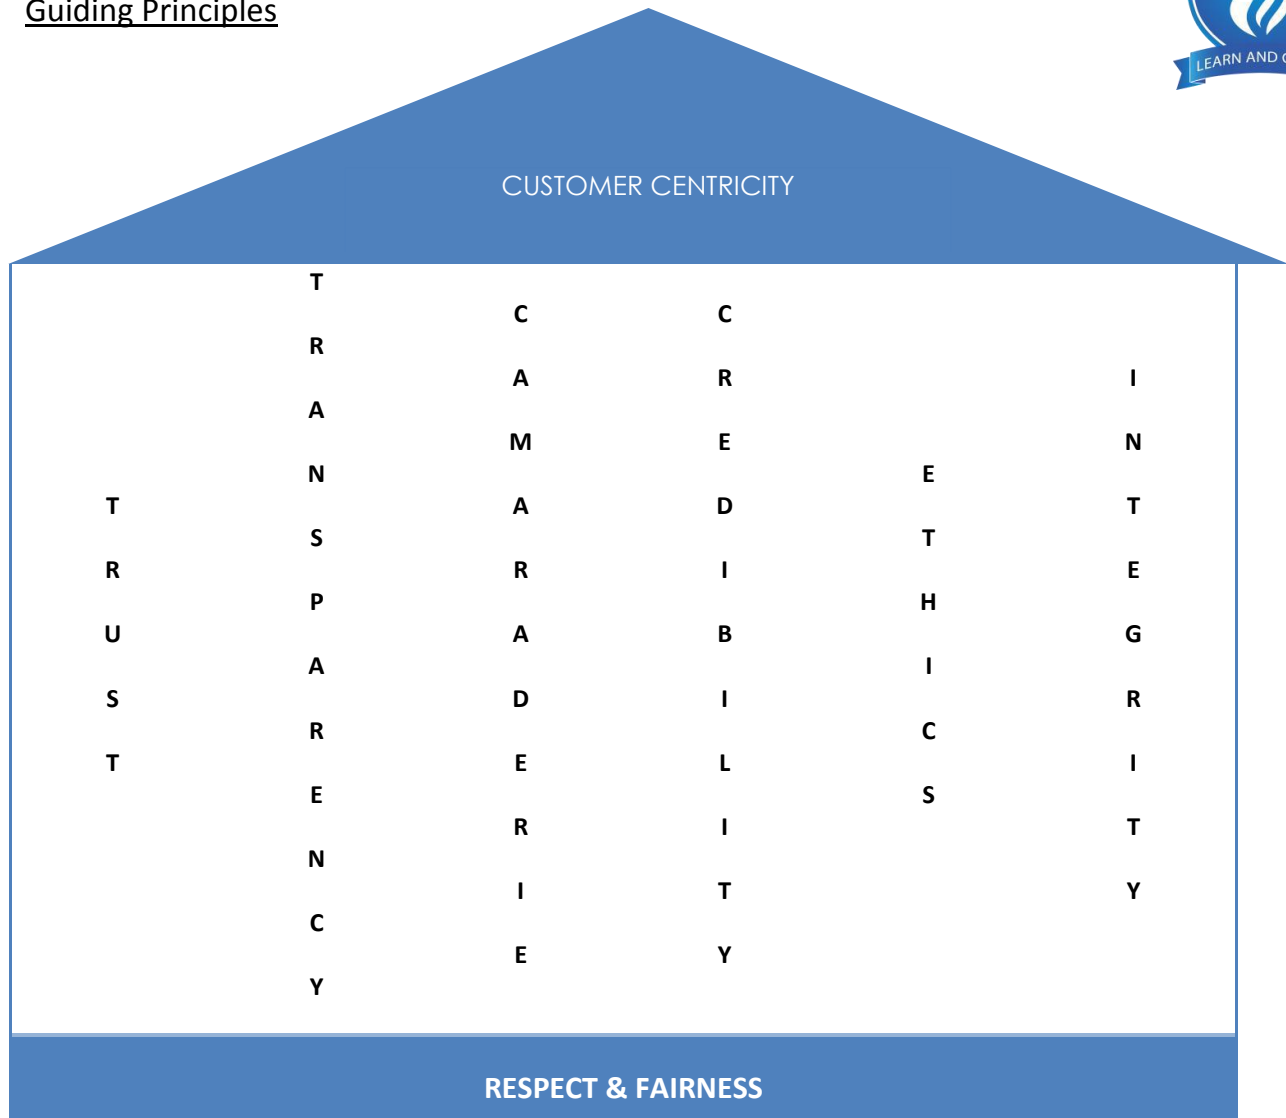 Guiding Principles
LEARN AND
CUSTOMER CENTRICITY
TRUST
TRANSPARENCY
CAMARADERIE
CREDIBILITY
ETHICS
INTEGRITY
RESPECT & FAIRNESS